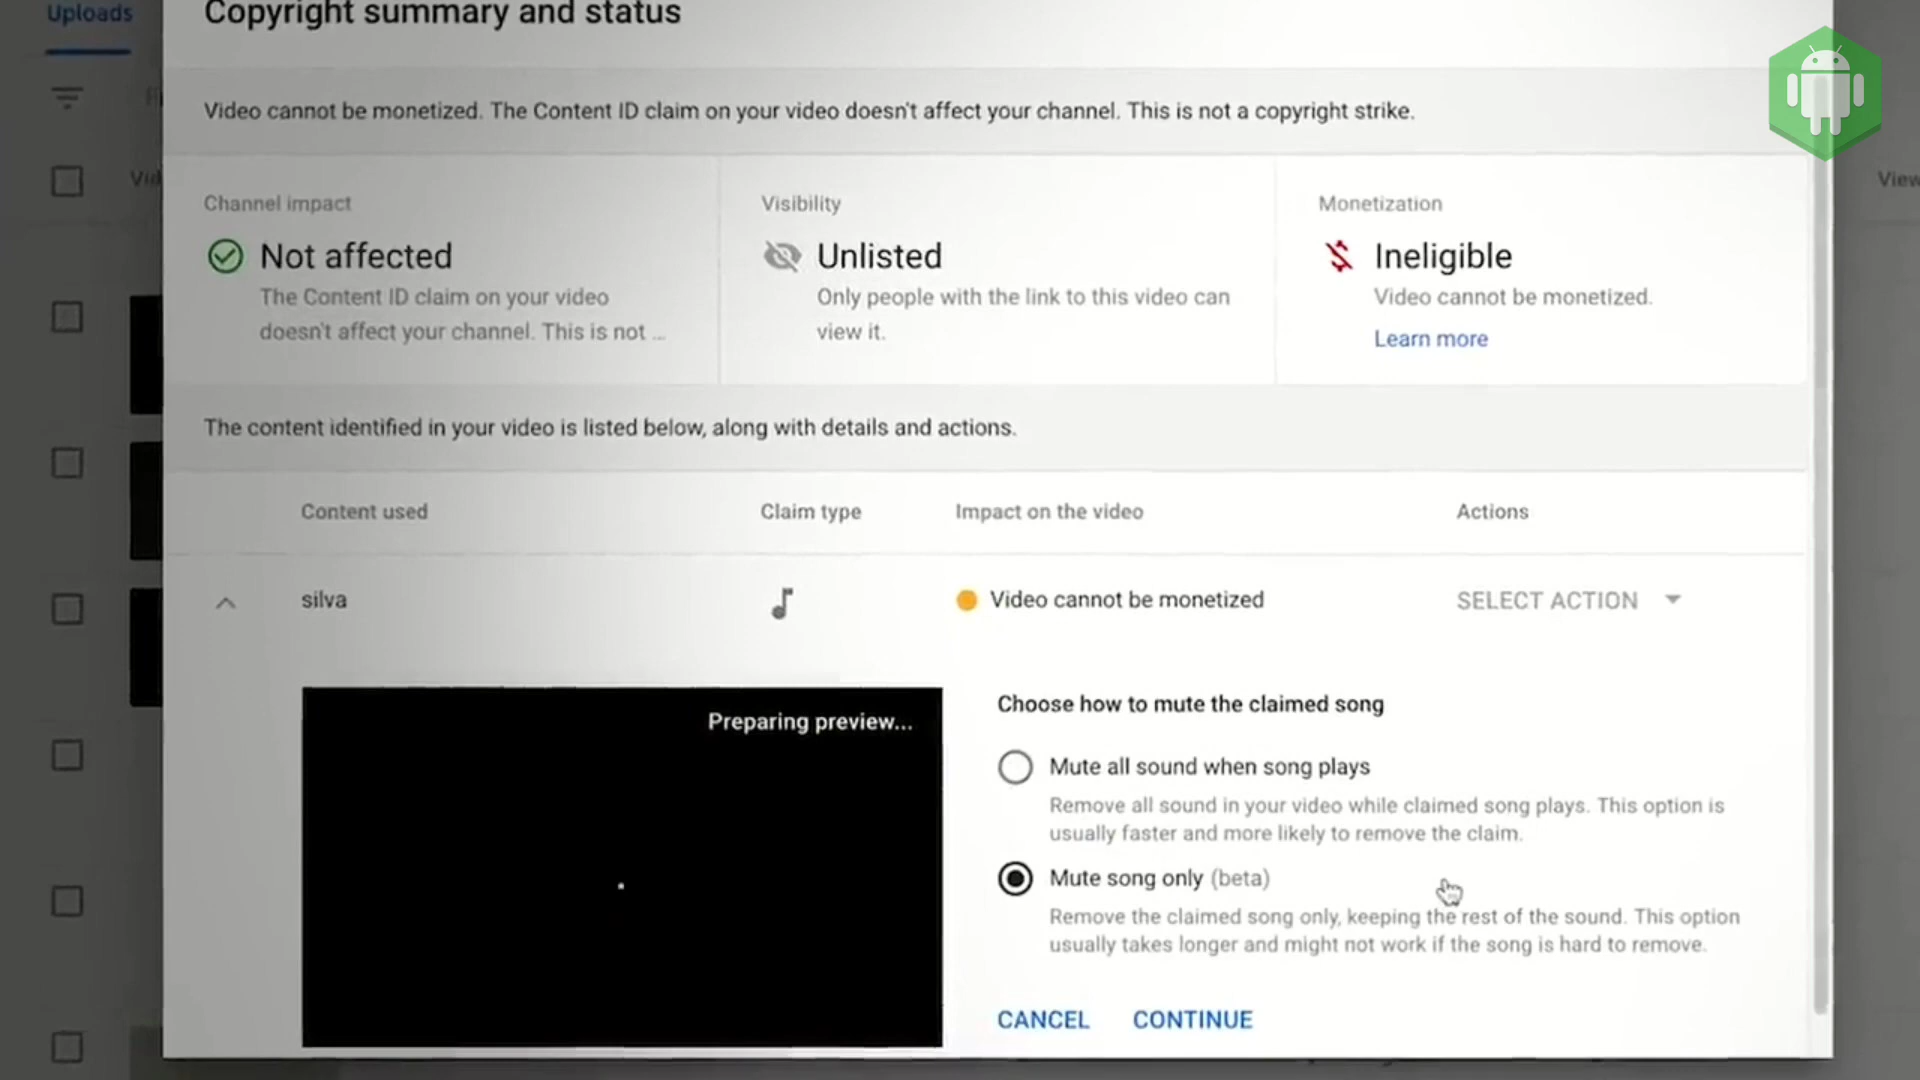 Uploads
Copyright summary and status
Video cannot be monetized. The Content ID claim on your video doesn't affect your channel. This is not a copyright strike.
View
Channel impact
Visibility
Monetization
Not affected
Unlisted
Ineligible
The Content ID claim on your video
doesn't affect your channel. This is not ...
Only people with the link to this video can
view it.
Video cannot be monetized.
Learn more
The content identified in your video is listed below, along with details and actions.
Content used
Claim type
Impact on the video
Actions
silva
Video cannot be monetized
SELECT ACTION
Preparing preview...
Choose how to mute the claimed song
Mute all sound when song plays
Remove all sound in your video while claimed song plays. This option is
usually faster and more likely to remove the claim.
Mute song only (beta)
Remove the claimed song only, keeping the rest of the sound. This option
usually takes longer and might not work if the song is hard to remove.
CANCEL
CONTINUE